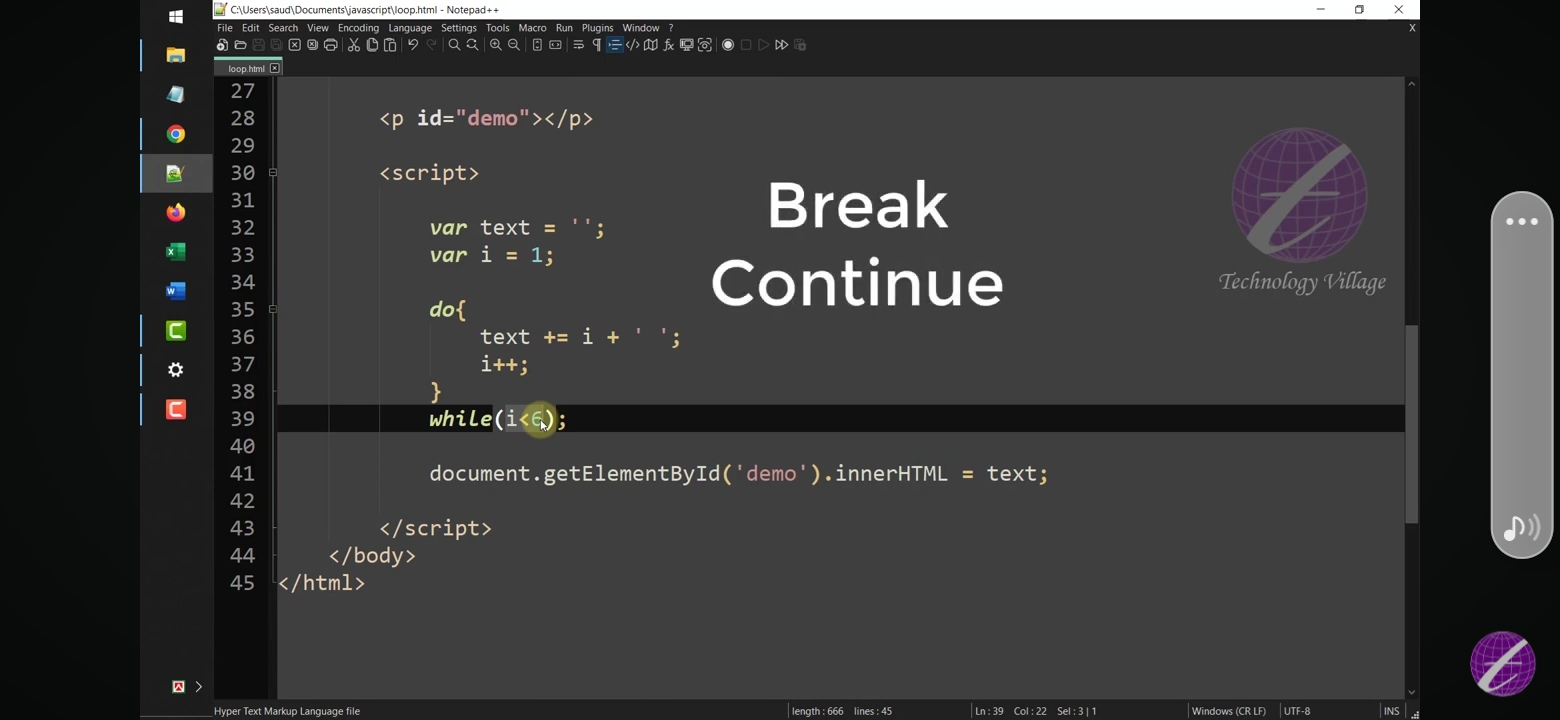 C:\Users\saud\Documents\javascript\loop.html - Notepad++
File Edit Search View Encoding Language Settings Tools Macro Run Plugins Window ? X
loop.html
27
28 <p id="demo"></p>
29
30 <script>
31
32 var text = '';
33 var i = 1;
34
35 do{
36 text += i + ' ';
37 i++;
38 }
39 while(i<6);
40
41 document.getElementById('demo').innerHTML = text;
42
43 </script>
44 </body>
45 </html>
Break
Continue
Technology Village
Hyper Text Markup Language file length : 666 lines : 45 Ln : 39 Col : 22 Sel : 3 | 1 Windows (CR LF) UTF-8 INS